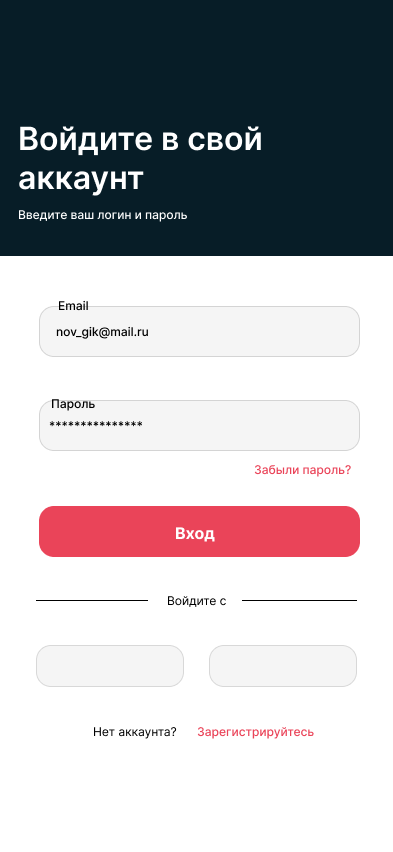 Войдите в свой
аккаунт
Введите ваш логин и пароль
Email
nov_gik@mail.ru
Пароль
***************
Забыли пароль?
Вход
Войдите с
Нет аккаунта? Зарегистрируйтесь